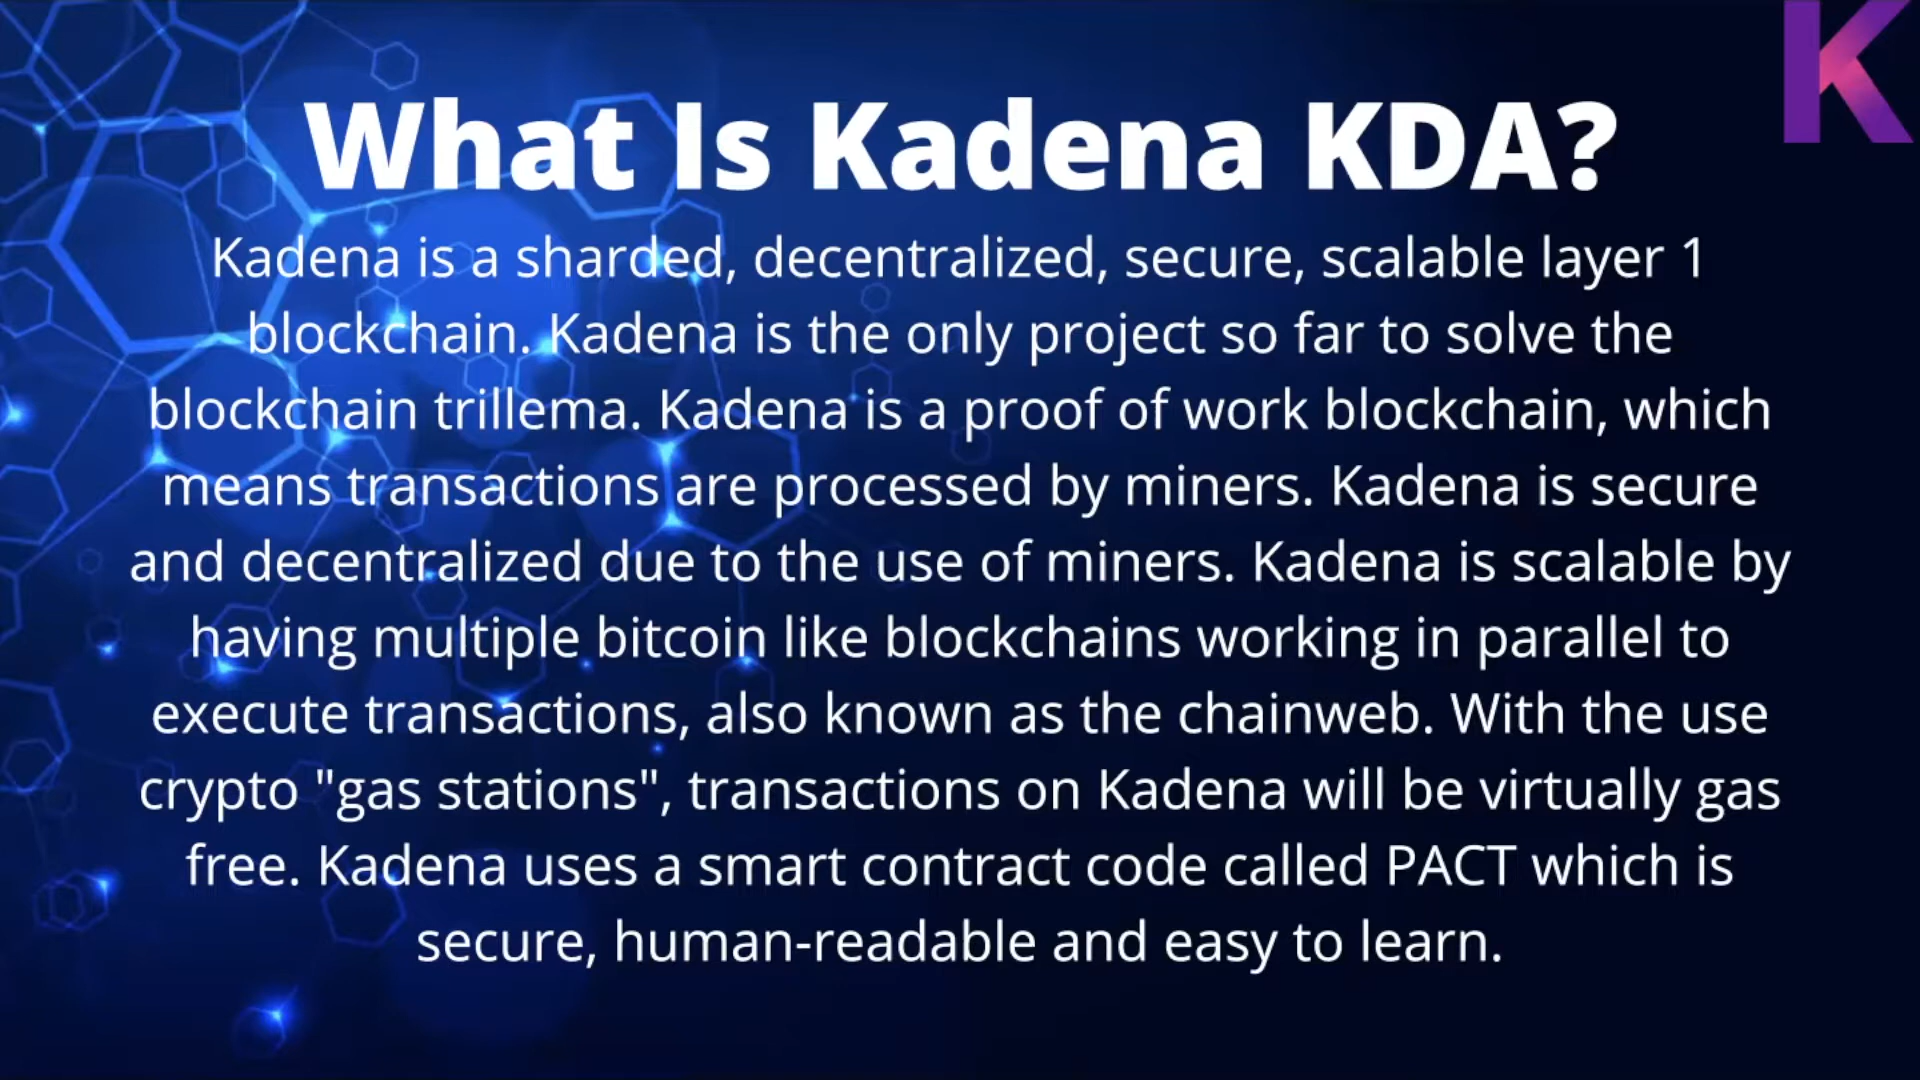 What Is Kadena KDA?
Kadena is a sharded, decentralized, secure, scalable layer 1
blockchain. Kadena is the only project so far to solve the
blockchain trillema. Kadena is a proof of work blockchain, which
means transactions are processed by miners. Kadena is secure
and decentralized due to the use of miners. Kadena is scalable by
having multiple bitcoin like blockchains working in parallel to
execute transactions, also known as the chainweb. With the use
crypto "gas stations", transactions on Kadena will be virtually gas
free. Kadena uses a smart contract code called PACT which is
secure, human-readable and easy to learn.
K